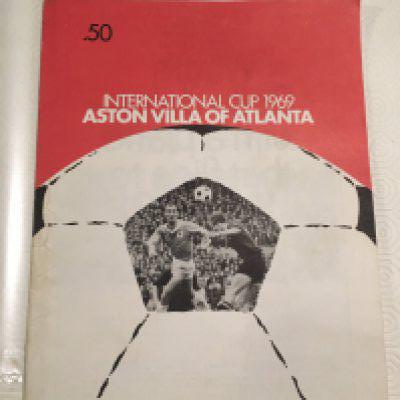 .50
INTERNATIONAL CUP 1969
ASTON VILLA OF ATLANTA